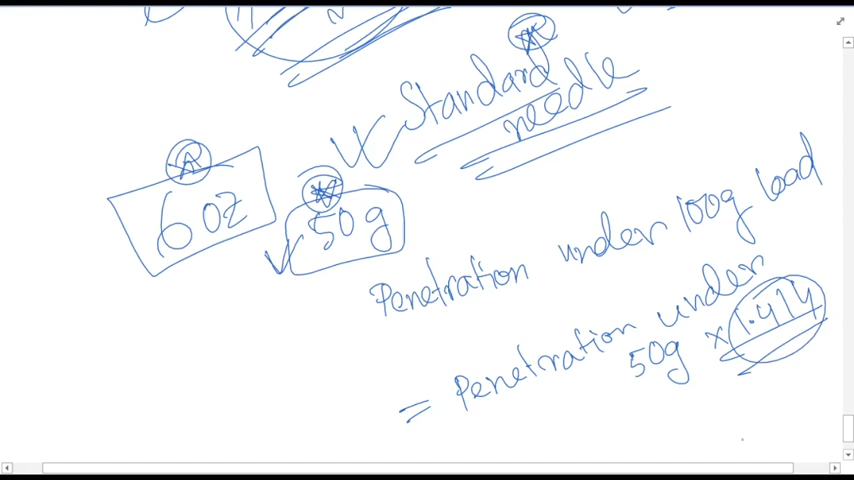 Standard
needle
6 oz
50 g
Penetration under 100g load
= Penetration under
50g × 1.414